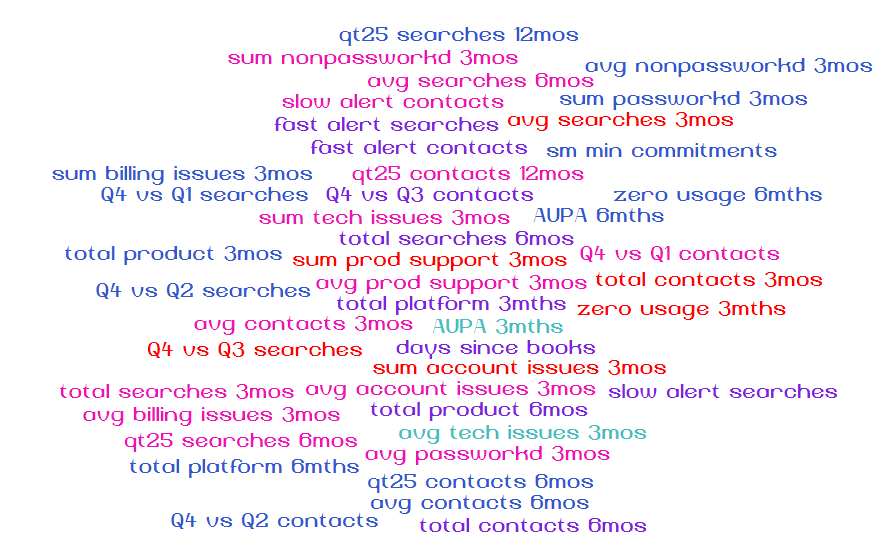 qt25 searches 12mos
sum nonpassworkd 3mos
avg nonpassworkd 3mos
avg searches 6mos
slow alert contacts
sum passworkd 3mos
fast alert searches
avg searches 3mos
fast alert contacts
sm min commitments
sum billing issues 3mos
qt25 contacts 12mos
Q4 vs Q1 searches
Q4 vs Q3 contacts
zero usage 6mths
sum tech issues 3mos
AUPA 6mths
total searches 6mos
total product 3mos
sum prod support 3mos
Q4 vs Q1 contacts
Q4 vs Q2 searches
avg prod support 3mos
total contacts 3mos
total platform 3mths
zero usage 3mths
avg contacts 3mos
AUPA 3mths
Q4 vs Q3 searches
days since books
sum account issues 3mos
total searches 3mos
avg account issues 3mos
slow alert searches
avg billing issues 3mos
total product 6mos
qt25 searches 6mos
avg tech issues 3mos
avg passworkd 3mos
total platform 6mths
qt25 contacts 6mos
avg contacts 6mos
Q4 vs Q2 contacts
total contacts 6mos